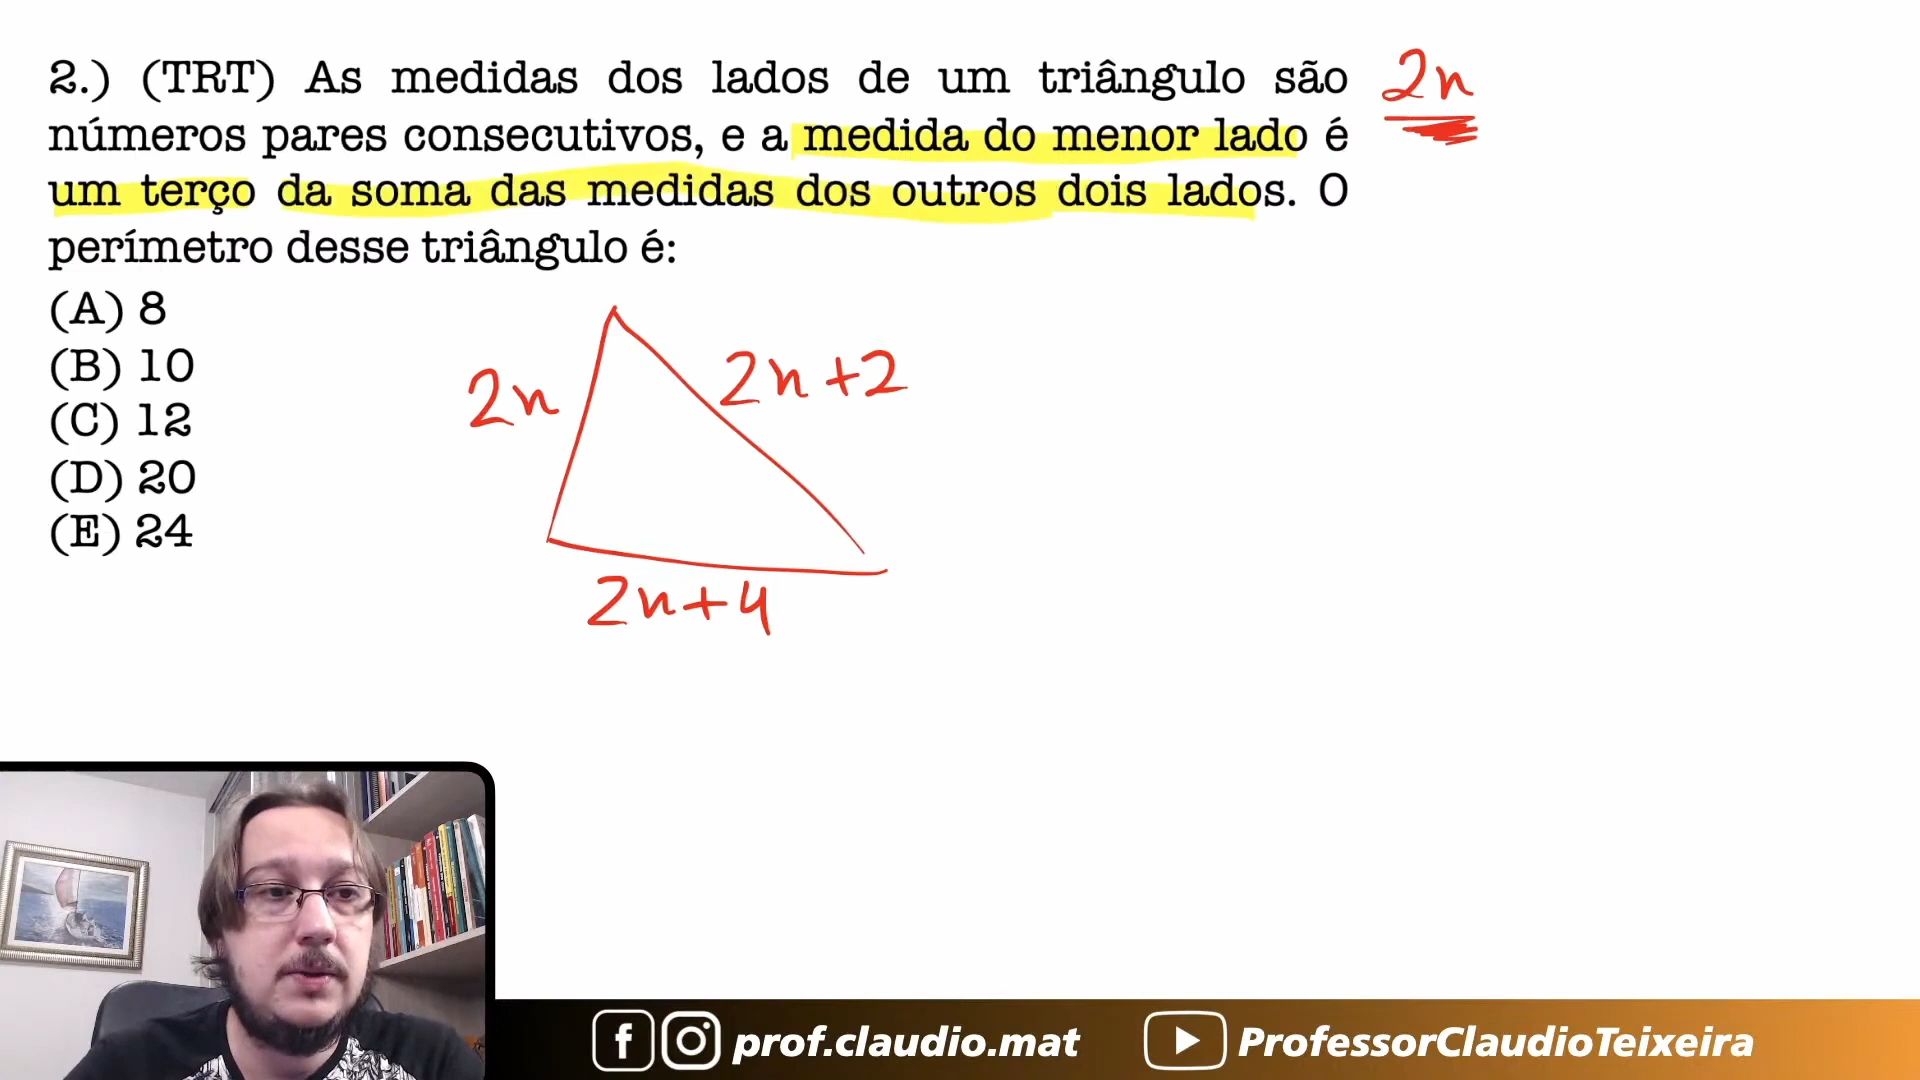 2.) (TRT) As medidas dos lados de um triângulo são
números pares consecutivos, e a medida do menor lado é
um terço da soma das medidas dos outros dois lados. O
perímetro desse triângulo é:
(A) 8
(B) 10
(C) 12
(D) 20
(E) 24
2n
2n
2n+2
2n+4
prof.claudio.mat
ProfessorClaudioTeixeira